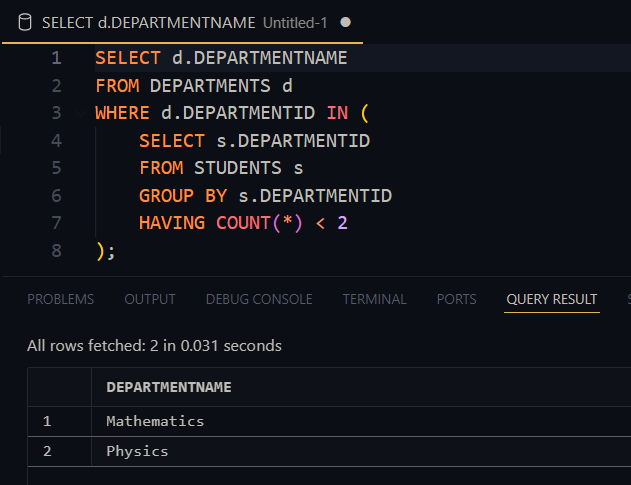 SELECT d.DEPARTMENTNAME Untitled-1
1 SELECT d.DEPARTMENTNAME
2 FROM DEPARTMENTS d
3 WHERE d.DEPARTMENTID IN (
4 SELECT s.DEPARTMENTID
5 FROM STUDENTS s
6 GROUP BY s.DEPARTMENTID
7 HAVING COUNT(*) < 2
8 );
PROBLEMS OUTPUT DEBUG CONSOLE TERMINAL PORTS QUERY RESULT
All rows fetched: 2 in 0.031 seconds
DEPARTMENTNAME
1 Mathematics
2 Physics